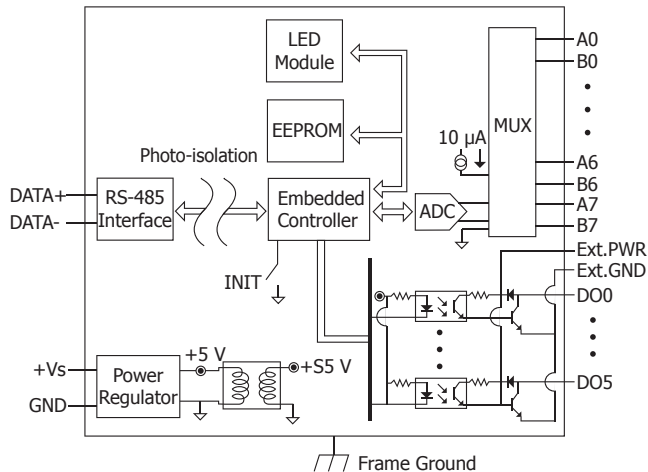 LED
Module
EEPROM
Photo-isolation
10 µA
MUX
A0
B0
A6
B6
A7
B7
DATA+
DATA-
RS-485
Interface
Embedded
Controller
ADC
INIT
Ext.PWR
Ext.GND
DO0
DO5
+Vs
GND
Power
Regulator
+5 V
+S5 V
Frame Ground